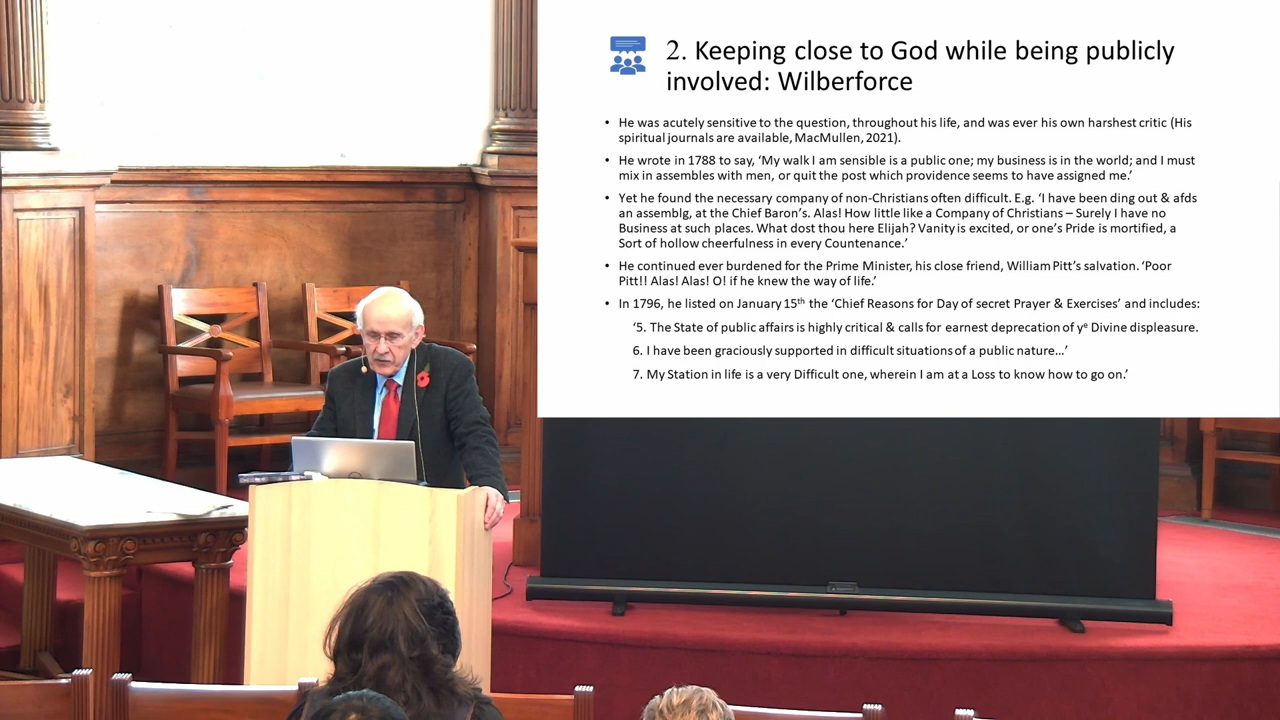 2. Keeping close to God while being publicly
involved: Wilberforce
• He was acutely sensitive to the question, throughout his life, and was ever his own harshest critic (His
spiritual journals are available, MacMullen, 2021).
• He wrote in 1788 to say, ‘My walk I am sensible is a public one; my business is in the world; and I must
mix in assembles with men, or quit the post which providence seems to have assigned me.’
• Yet he found the necessary company of non-Christians often difficult. E.g. ‘I have been ding out & afds
an assemblg, at the Chief Baron’s. Alas! How little like a Company of Christians – Surely I have no
Business at such places. What dost thou here Elijah? Vanity is excited, or one’s Pride is mortified, a
Sort of hollow cheerfulness in every Countenance.’
• He continued ever burdened for the Prime Minister, his close friend, William Pitt’s salvation. ‘Poor
Pitt!! Alas! Alas! O! if he knew the way of life.’
• In 1796, he listed on January 15th the ‘Chief Reasons for Day of secret Prayer & Exercises’ and includes:
‘5. The State of public affairs is highly critical & calls for earnest deprecation of ye Divine displeasure.
6. I have been graciously supported in difficult situations of a public nature…’
7. My Station in life is a very Difficult one, wherein I am at a Loss to know how to go on.’